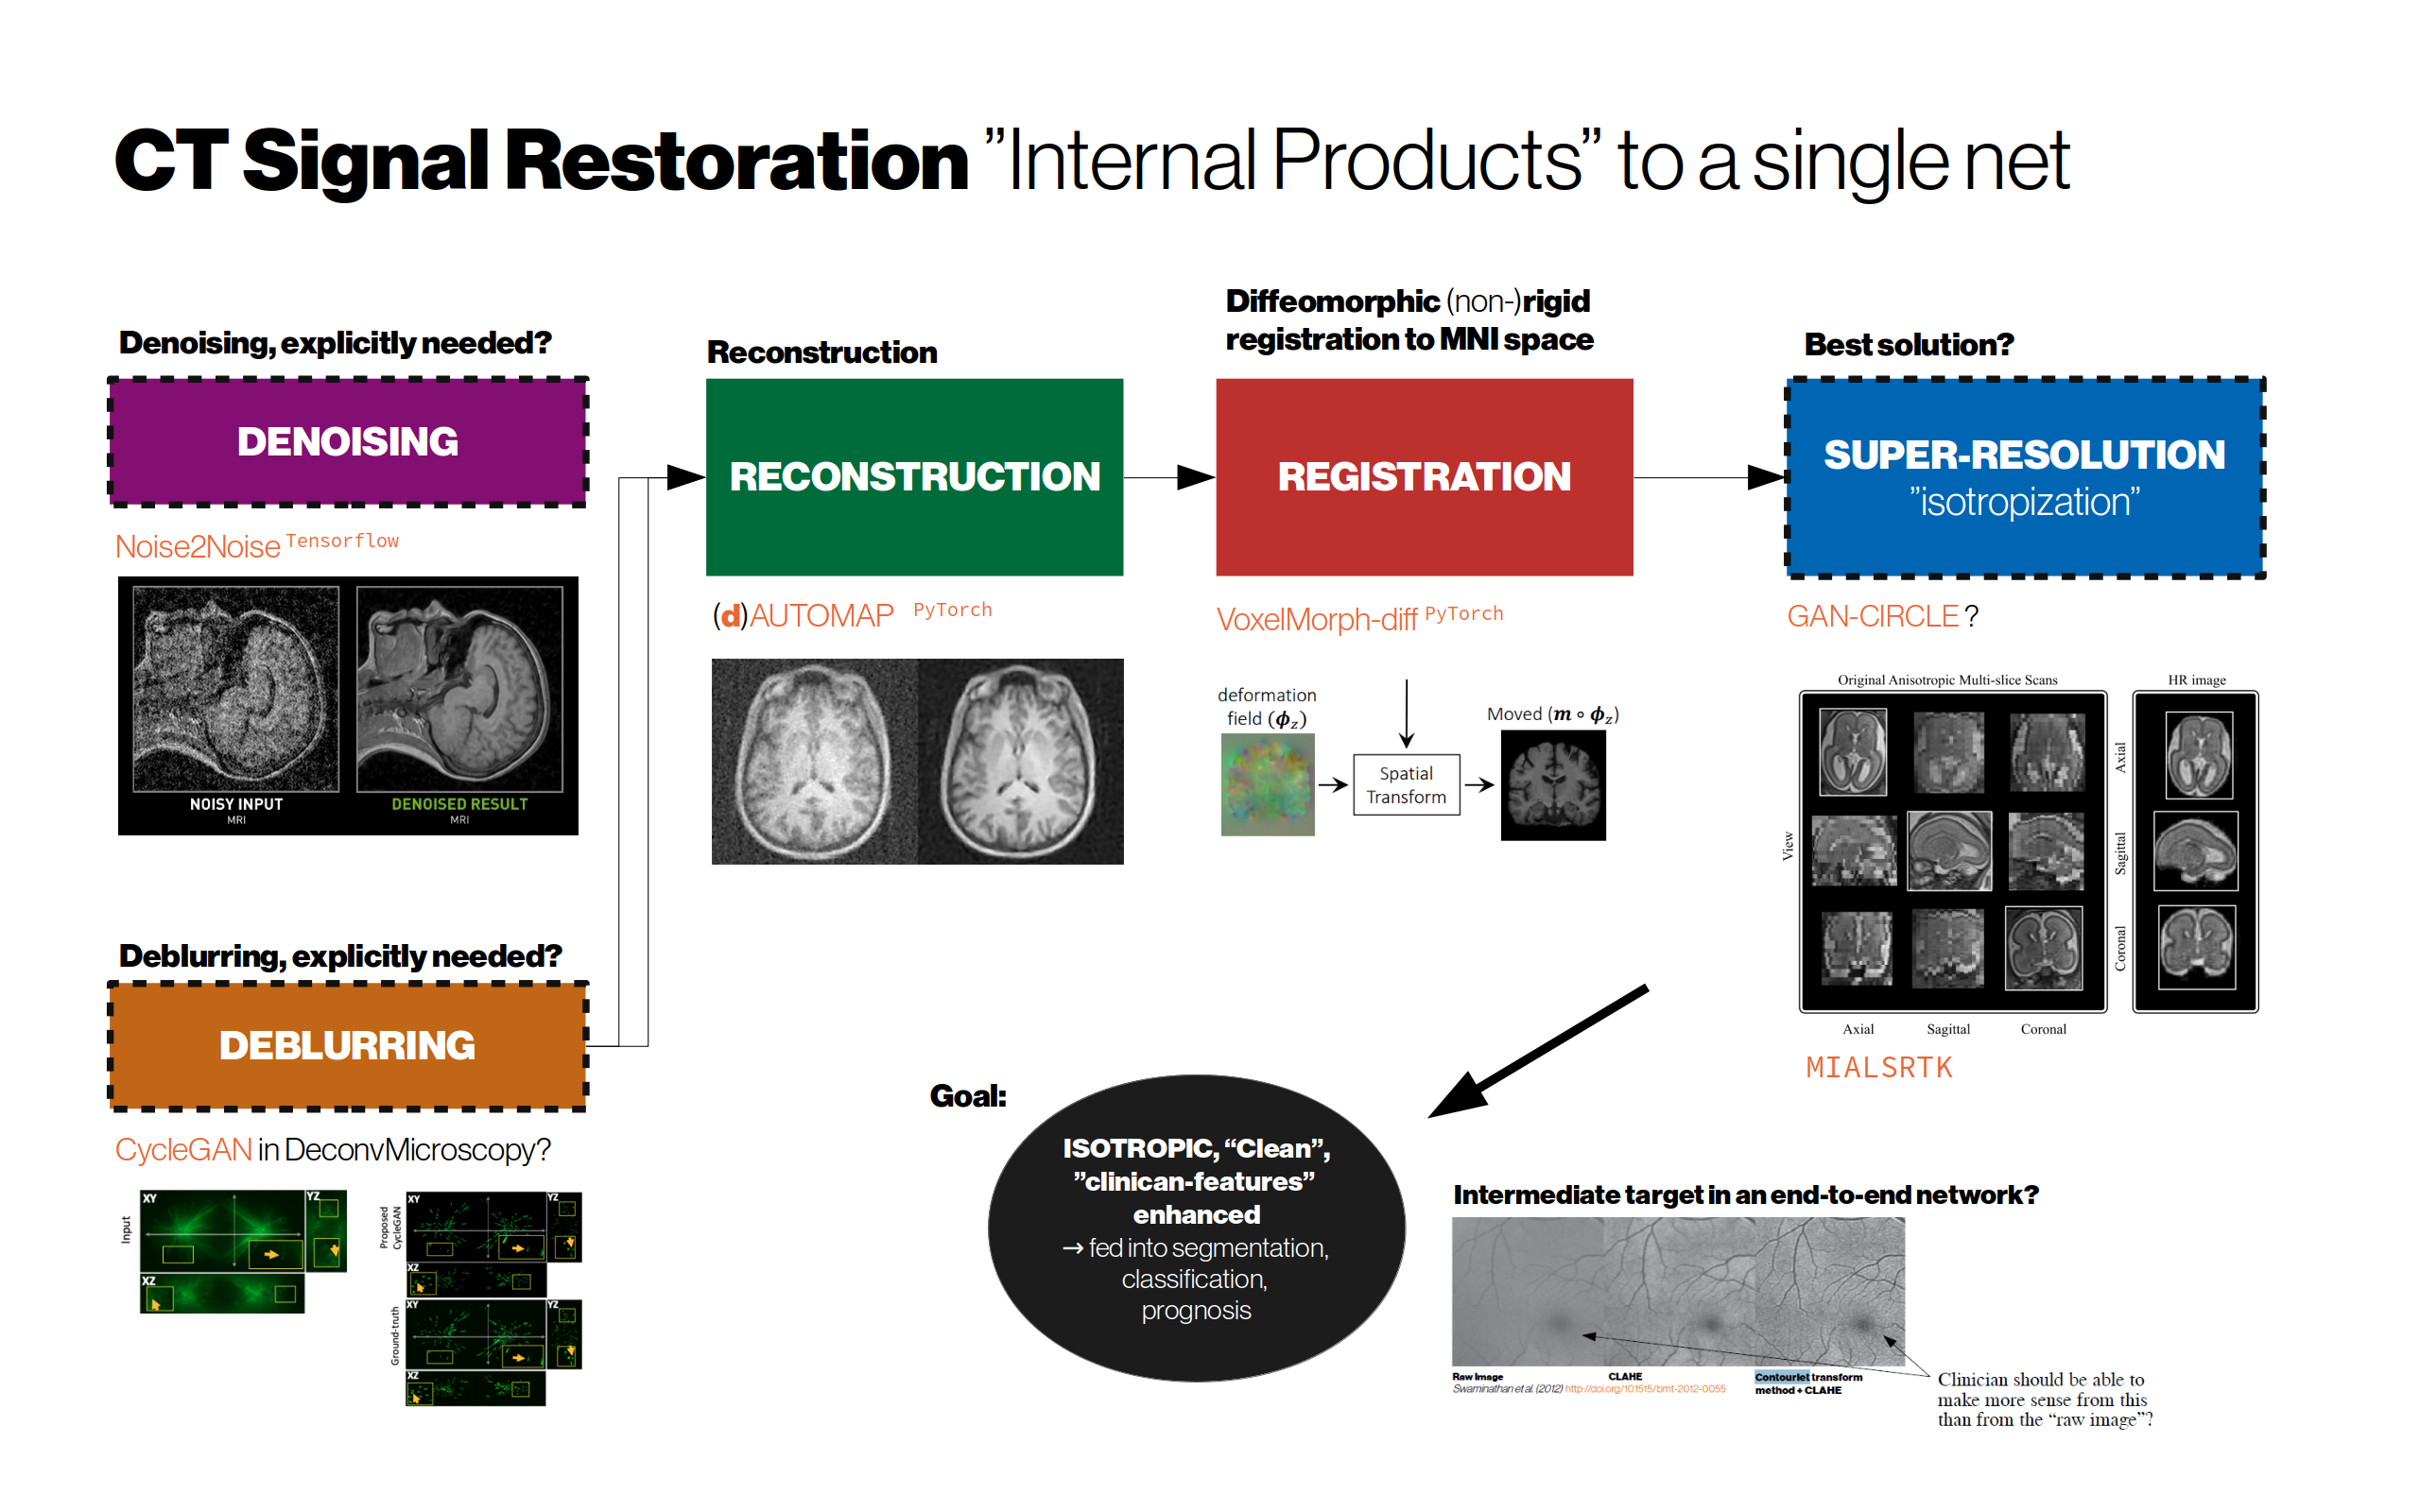 CT Signal Restoration ”Internal Products” to a single net
Denoising, explicitly needed?
DENOISING
Noise2Noise Tensorflow
NOISY INPUT
MRI
DENOISED RESULT
MRI
Deblurring, explicitly needed?
DEBLURRING
CycleGAN in DeconvMicroscopy?
Input
XY
YZ
XZ
Proposed
CycleGAN
XY
YZ
XZ
Ground-truth
XY
YZ
XZ
Reconstruction
RECONSTRUCTION
(d)AUTOMAP PyTorch
Diffeomorphic (non-)rigid
registration to MNI space
REGISTRATION
VoxelMorph-diff PyTorch
deformation
field (ϕz)
Spatial
Transform
Moved (m ∘ ϕz)
Best solution?
SUPER-RESOLUTION
”isotropization”
GAN-CIRCLE ?
Original Anisotropic Multi-slice Scans
HR image
View
Axial
Sagittal
Coronal
Axial
Sagittal
Coronal
MIALSRTK
Goal:
ISOTROPIC, “Clean”,
”clinican-features”
enhanced
→ fed into segmentation,
classification,
prognosis
Intermediate target in an end-to-end network?
Raw Image
CLAHE
Contourlet transform
method + CLAHE
Swaminathan et al. (2012) http://doi.org/10.1515/bmt-2012-0055
Clinician should be able to
make more sense from this
than from the “raw image”?